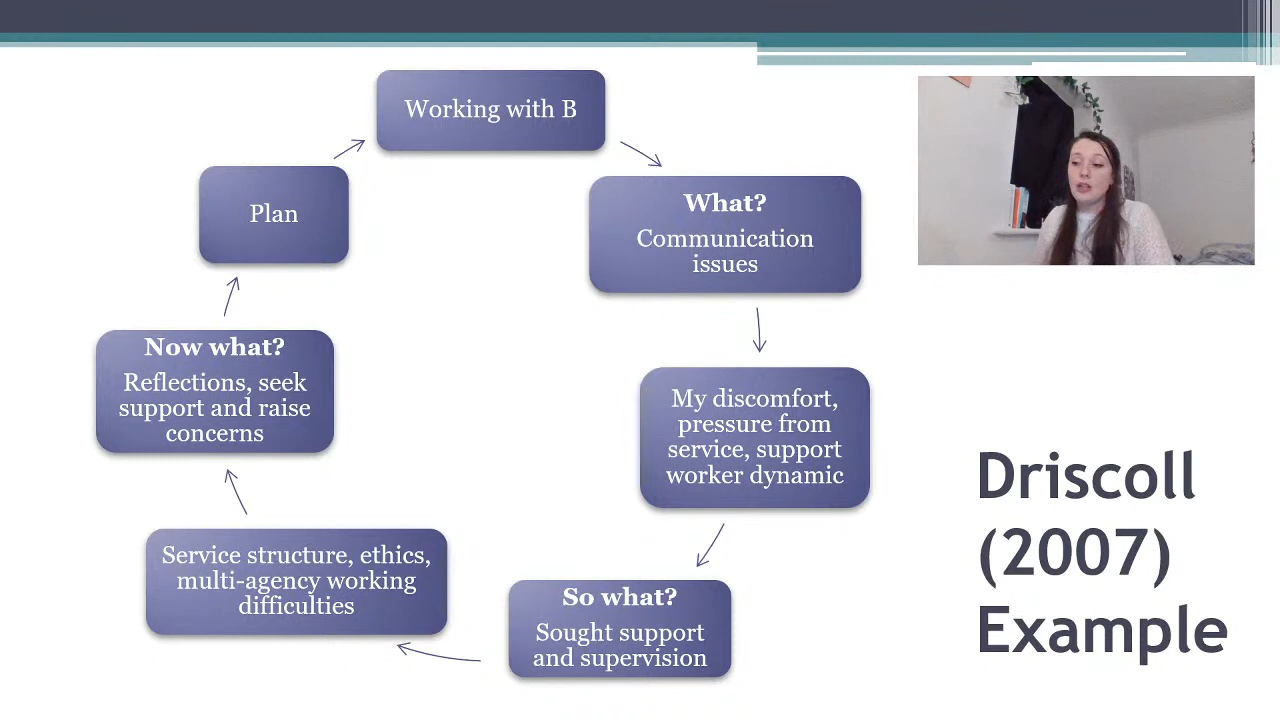 Working with B
What?
Communication
issues
My discomfort,
pressure from
service, support
worker dynamic
So what?
Sought support
and supervision
Service structure, ethics,
multi-agency working
difficulties
Now what?
Reflections, seek
support and raise
concerns
Plan
Driscoll
(2007)
Example